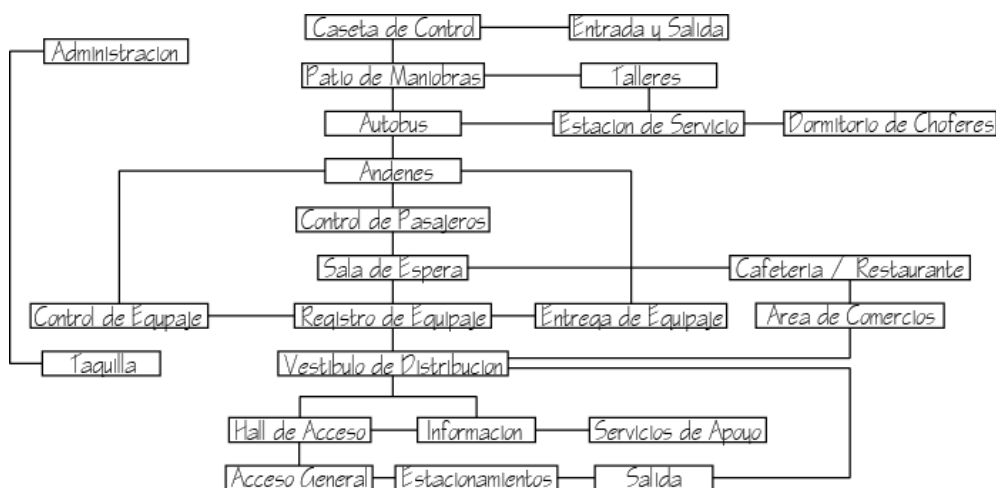 Caseta de Control
Entrada y Salida
Administracion
Patio de Maniobras
Talleres
Autobus
Estacion de Servicio
Dormitorio de Choferes
Andenes
Control de Pasajeros
Sala de Espera
Cafeteria / Restaurante
Control de Equpaje
Registro de Equipaje
Entrega de Equipaje
Area de Comercios
Taquilla
Vestibulo de Distribucion
Hall de Acceso
Informacion
Servicios de Apoyo
Acceso General
Estacionamientos
Salida